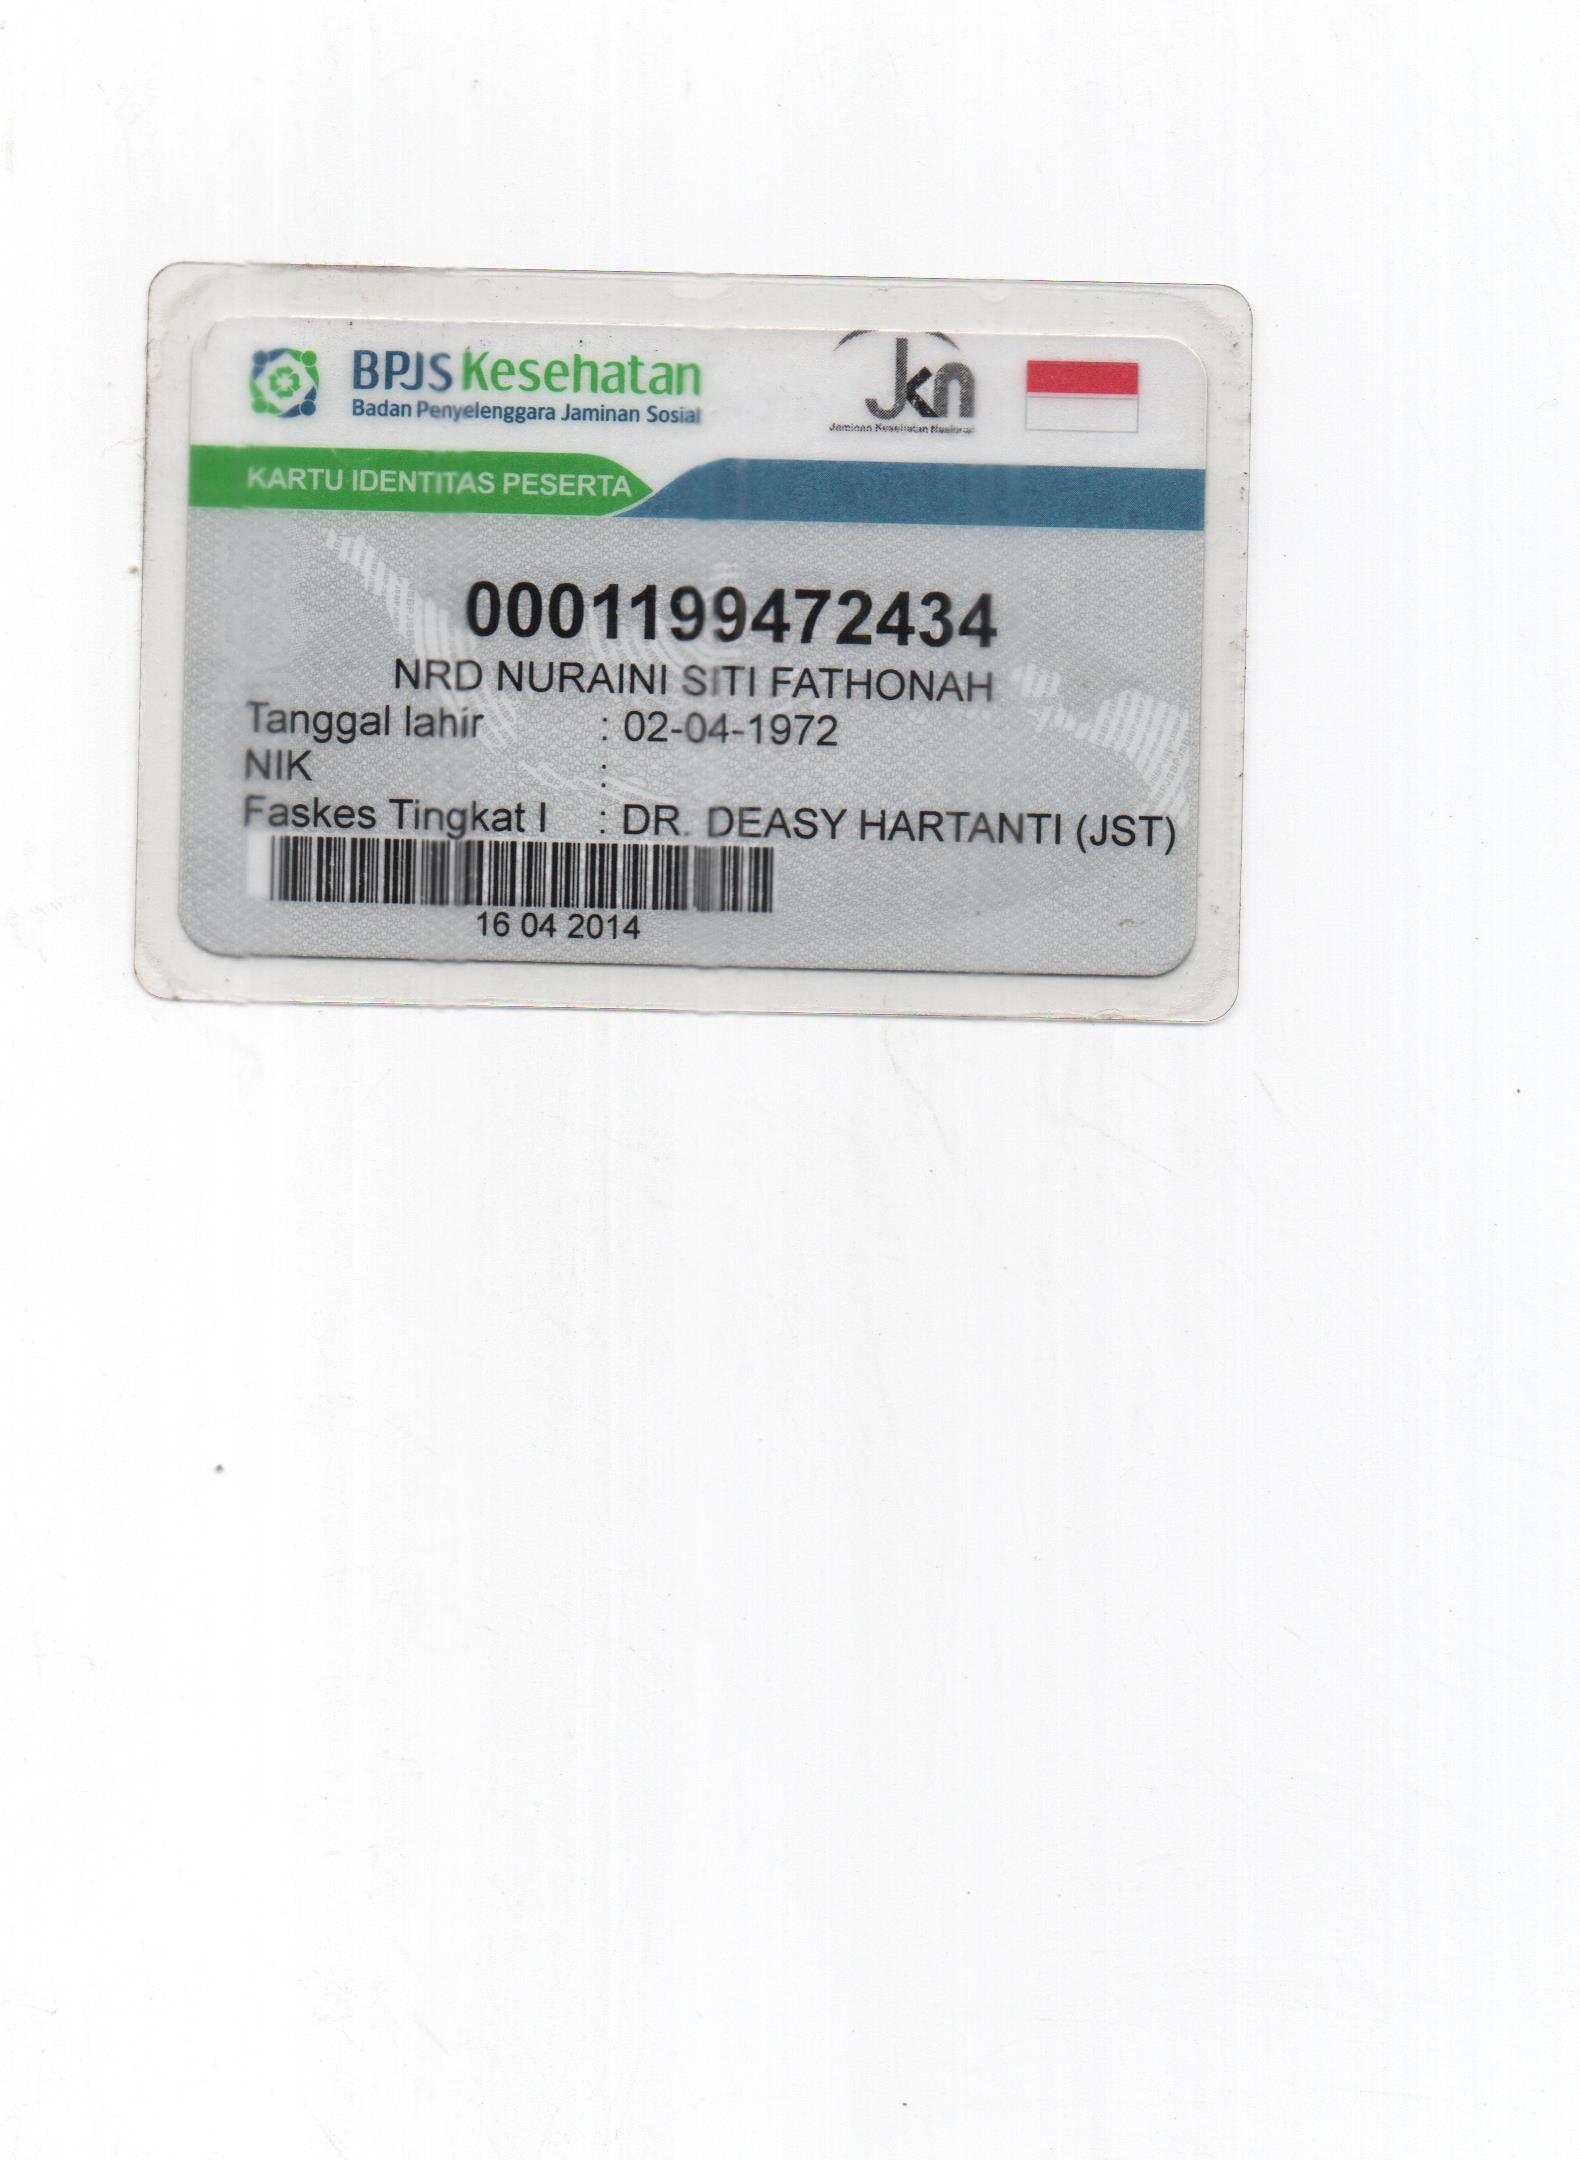 BPJS Kesehatan
Badan Penyelenggara Jaminan Sosial
Jkn
Jaminan Kesehatan Nasional
KARTU IDENTITAS PESERTA
0001199472434
NRD NURAINI SITI FATHONAH
Tanggal lahir : 02-04-1972
NIK :
Faskes Tingkat I : DR. DEASY HARTANTI (JST)
16 04 2014